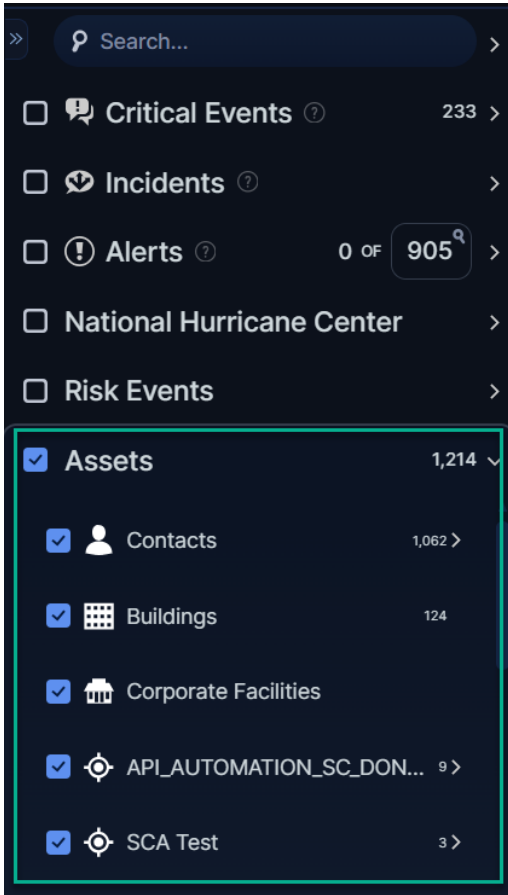 Search...
Critical Events ? 233
Incidents ?
Alerts ? 0 OF 905
National Hurricane Center
Risk Events
Assets 1,214
Contacts 1,062
Buildings 124
Corporate Facilities
API_AUTOMATION_SC_DON... 9
SCA Test 3